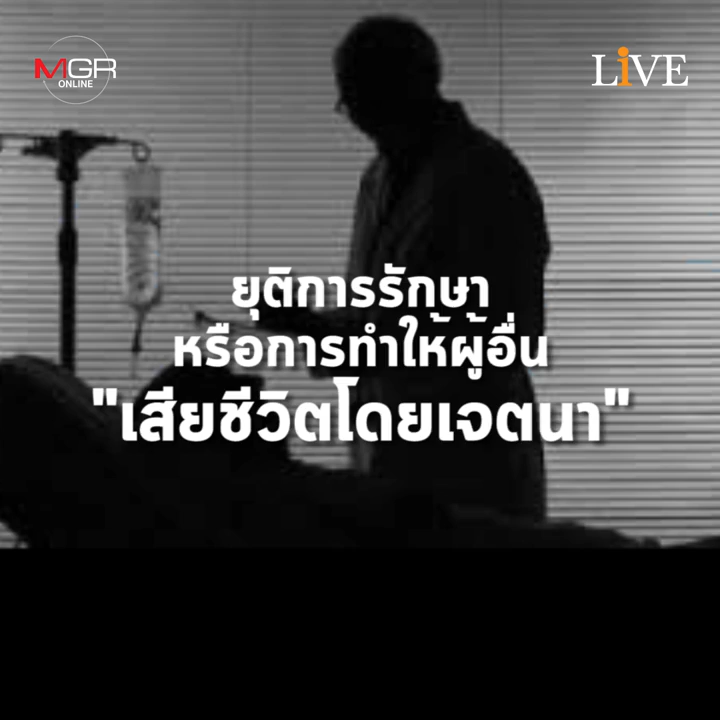 MGR
ONLINE
LiVE
ยุติการรักษา
หรือการทำให้ผู้อื่น
"เสียชีวิตโดยเจตนา"